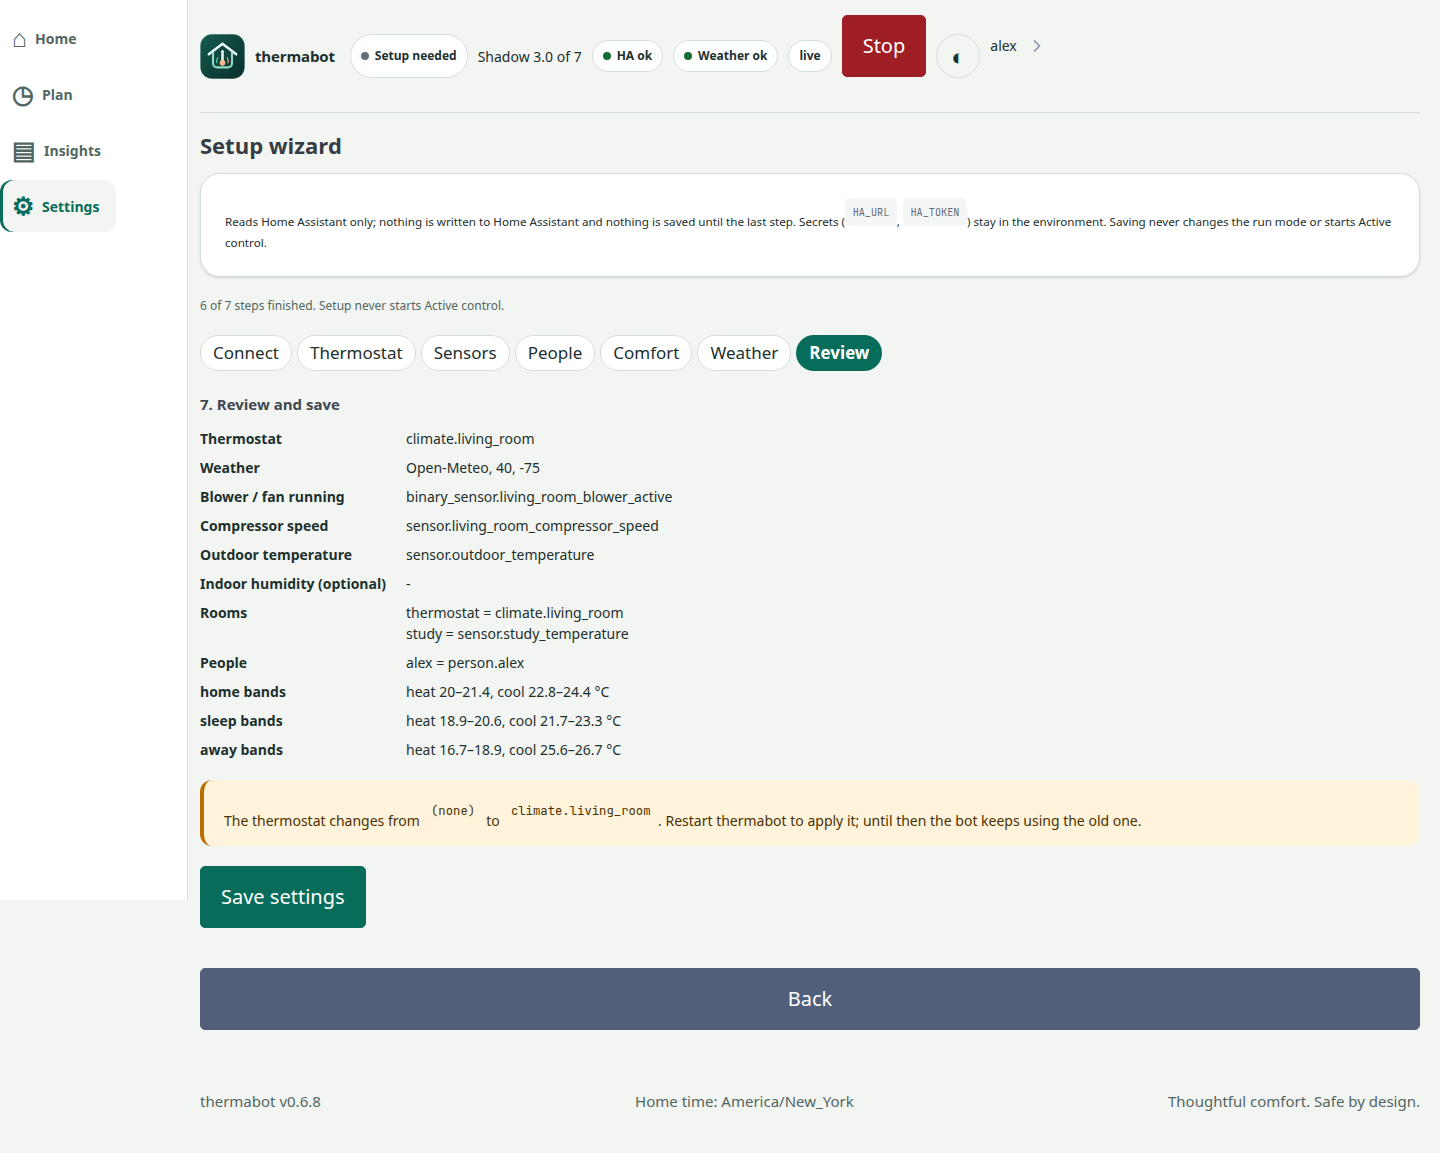 Home
Plan
Insights
Settings
thermabot
Setup needed
Shadow 3.0 of 7
HA ok
Weather ok
live
Stop
alex
Setup wizard
Reads Home Assistant only; nothing is written to Home Assistant and nothing is saved until the last step. Secrets ( HA_URL , HA_TOKEN ) stay in the environment. Saving never changes the run mode or starts Active
control.
6 of 7 steps finished. Setup never starts Active control.
Connect Thermostat Sensors People Comfort Weather Review
7. Review and save
Thermostat climate.living_room
Weather Open-Meteo, 40, -75
Blower / fan running binary_sensor.living_room_blower_active
Compressor speed sensor.living_room_compressor_speed
Outdoor temperature sensor.outdoor_temperature
Indoor humidity (optional) -
Rooms thermostat = climate.living_room
study = sensor.study_temperature
People alex = person.alex
home bands heat 20–21.4, cool 22.8–24.4 °C
sleep bands heat 18.9–20.6, cool 21.7–23.3 °C
away bands heat 16.7–18.9, cool 25.6–26.7 °C
The thermostat changes from (none) to climate.living_room . Restart thermabot to apply it; until then the bot keeps using the old one.
Save settings
Back
thermabot v0.6.8
Home time: America/New_York
Thoughtful comfort. Safe by design.